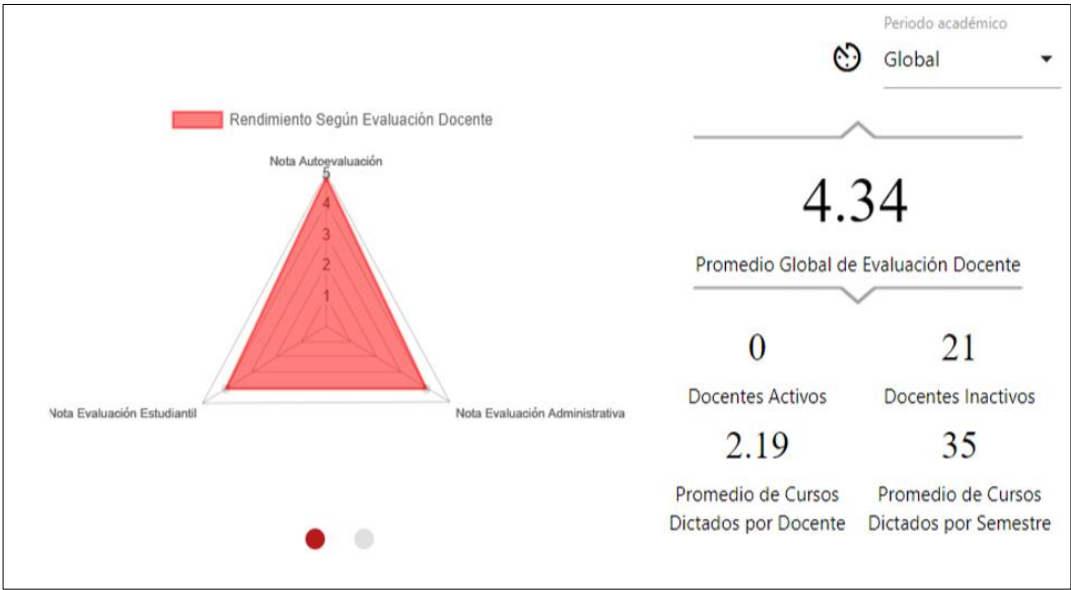 Periodo académico
Global
Rendimiento Según Evaluación Docente
Nota Autoevaluación
5
4
3
2
1
Nota Evaluación Estudiantil
Nota Evaluación Administrativa
4.34
Promedio Global de Evaluación Docente
0
Docentes Activos
21
Docentes Inactivos
2.19
Promedio de Cursos
Dictados por Docente
35
Promedio de Cursos
Dictados por Semestre